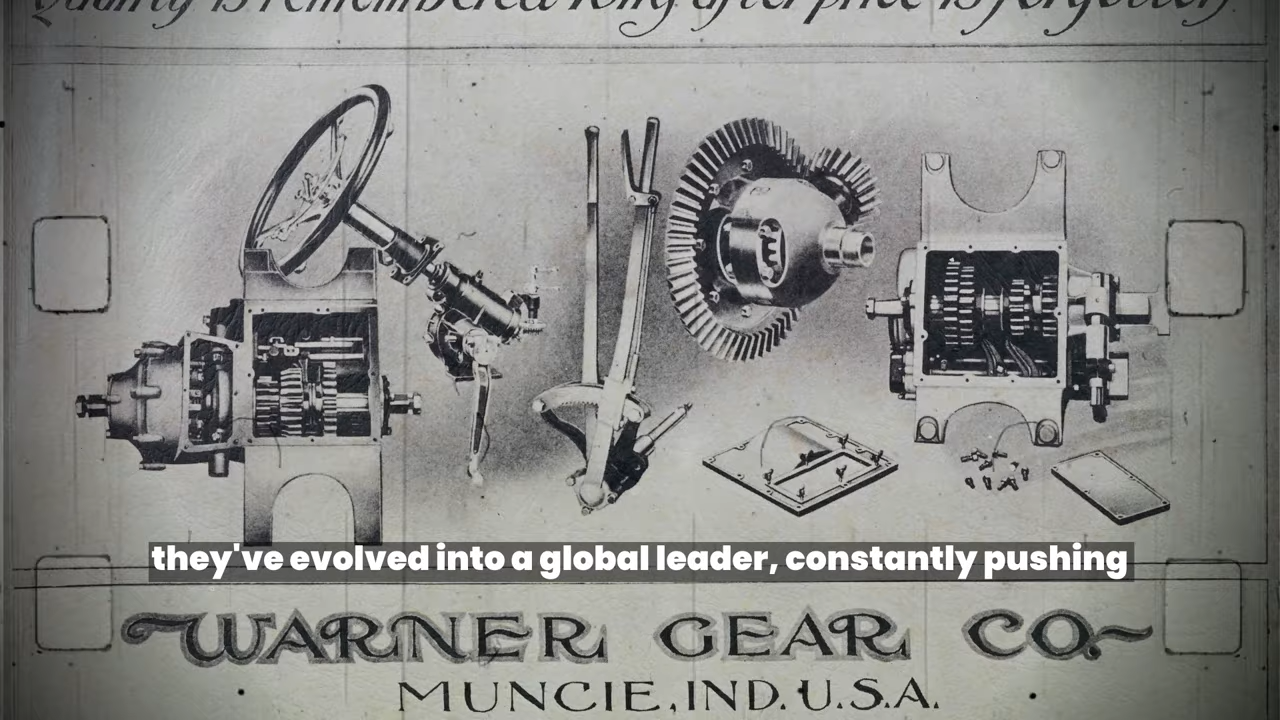 Quality is remembered long after price is forgotten
they've evolved into a global leader, constantly pushing
WARNER GEAR CO.
MUNCIE, IND. U.S.A.